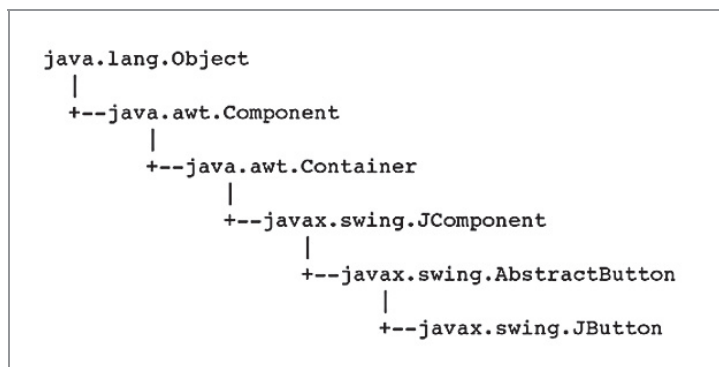 java.lang.Object
|
+--java.awt.Component
|
+--java.awt.Container
|
+--javax.swing.JComponent
|
+--javax.swing.AbstractButton
|
+--javax.swing.JButton